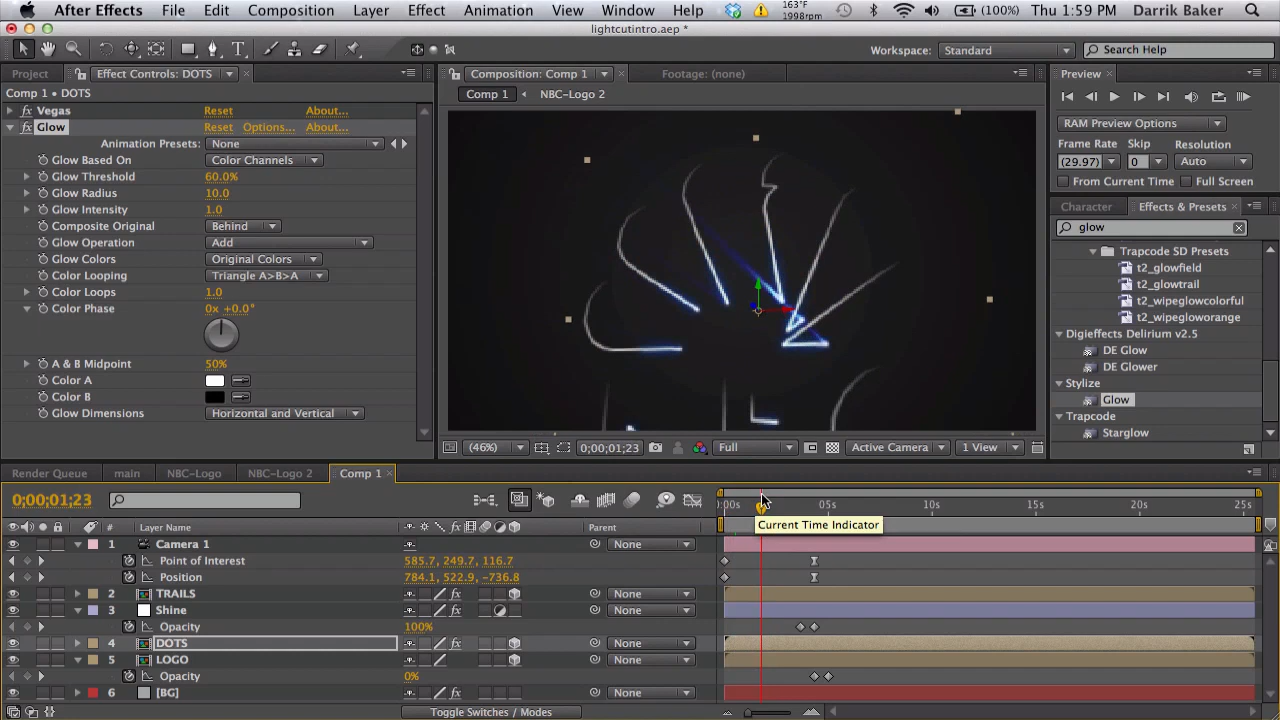 After Effects File Edit Composition Layer Effect Animation View Window Help 163°F 1998rpm (100%) Thu 1:59 PM Darrik Baker
lightcutintro.aep *
Workspace: Standard Search Help
Project Effect Controls: DOTS Composition: Comp 1 Footage: (none) Preview
Comp 1 • DOTS Comp 1 NBC-Logo 2
fx Vegas Reset About...
fx Glow Reset Options... About... RAM Preview Options
Animation Presets: None Frame Rate Skip Resolution
Glow Based On Color Channels (29.97) 0 Auto
Glow Threshold 60.0% From Current Time Full Screen
Glow Radius 10.0
Glow Intensity 1.0 Character Effects & Presets
Composite Original Behind glow
Glow Operation Add Trapcode SD Presets
Glow Colors Original Colors t2_glowfield
Color Looping Triangle A>B>A t2_glowtrail
Color Loops 1.0 t2_wipeglowcolorful
Color Phase 0x +0.0° t2_wipegloworange
Digieffects Delirium v2.5
DE Glow
A & B Midpoint 50% DE Glower
Color A Stylize
Color B Glow
Glow Dimensions Horizontal and Vertical Trapcode
Starglow
(46%) 0;00;01;23 Full Active Camera 1 View
Render Queue main NBC-Logo NBC-Logo 2 Comp 1
0;00;01;23 :00s 05s 10s 15s 20s 25s
# Layer Name fx Parent Current Time Indicator
1 Camera 1 None
Point of Interest 585.7, 249.7, 116.7
Position 784.1, 522.9, -736.8
2 TRAILS fx None
3 Shine fx None
Opacity 100%
4 DOTS fx None
5 LOGO None
Opacity 0%
6 [BG] fx None
Toggle Switches / Modes